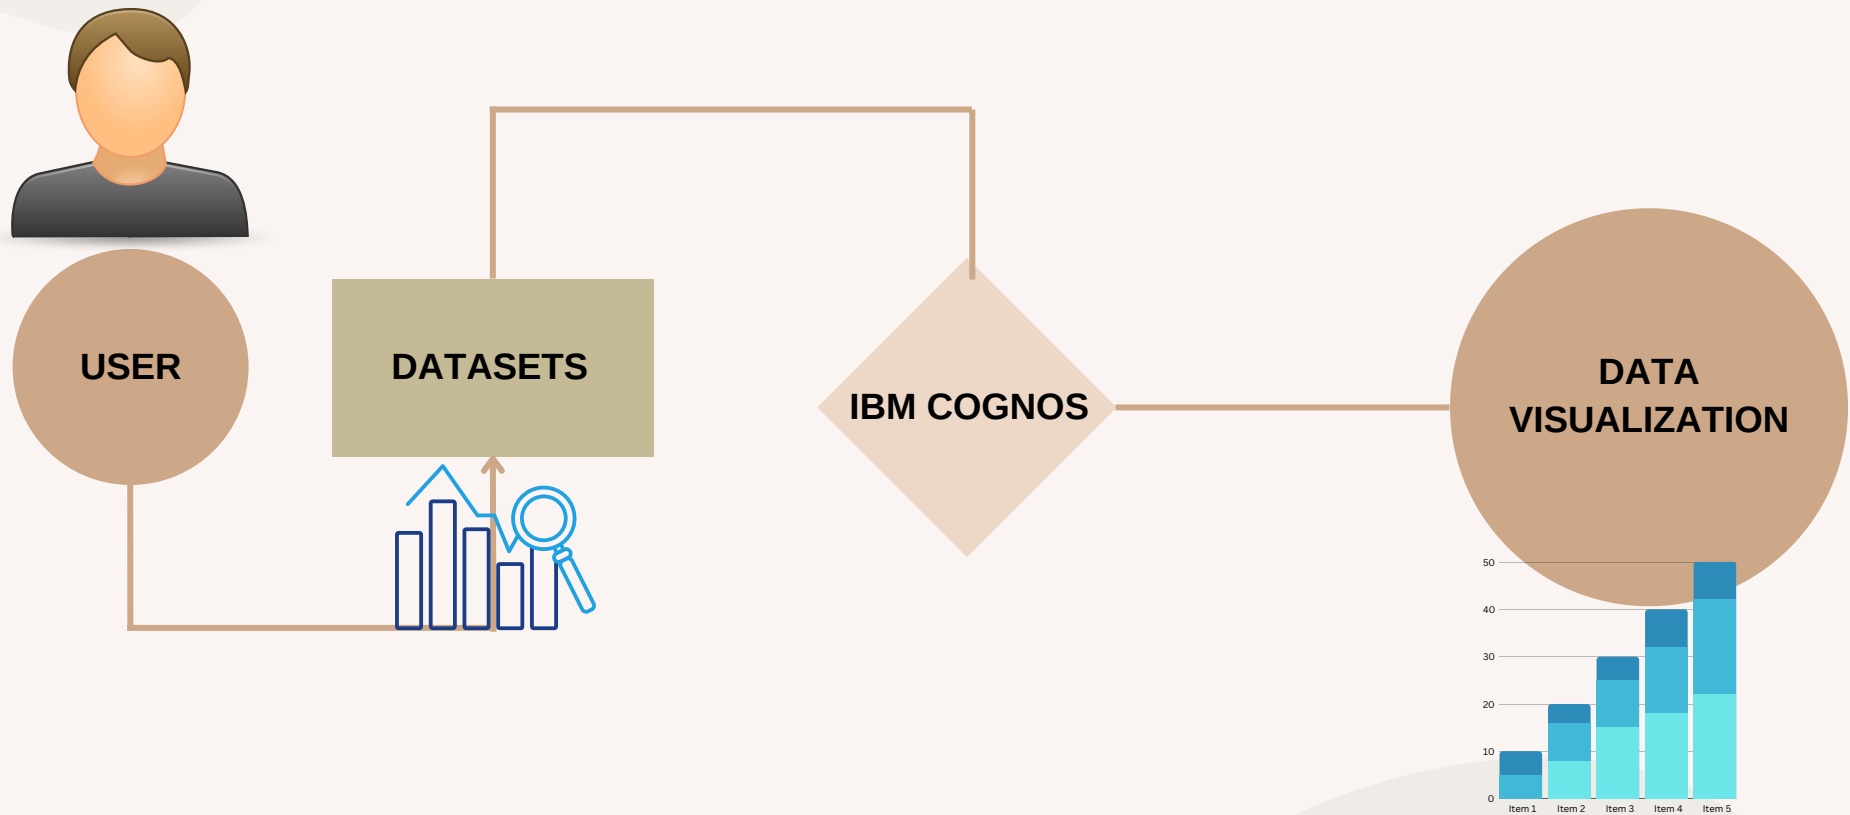 USER
DATASETS
IBM COGNOS
DATA
VISUALIZATION
50
40
30
20
10
0
Item 1 Item 2 Item 3 Item 4 Item 5